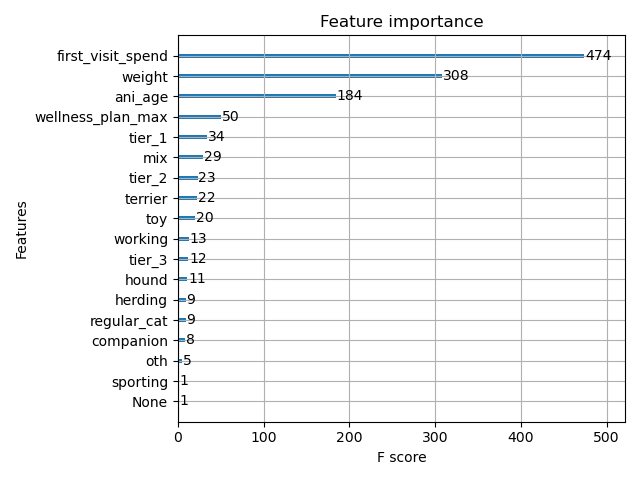 Feature importance
first_visit_spend 474
weight 308
ani_age 184
wellness_plan_max 50
tier_1 34
mix 29
tier_2 23
terrier 22
toy 20
working 13
tier_3 12
hound 11
herding 9
regular_cat 9
companion 8
oth 5
sporting 1
None 1
Features
0 100 200 300 400 500
F score